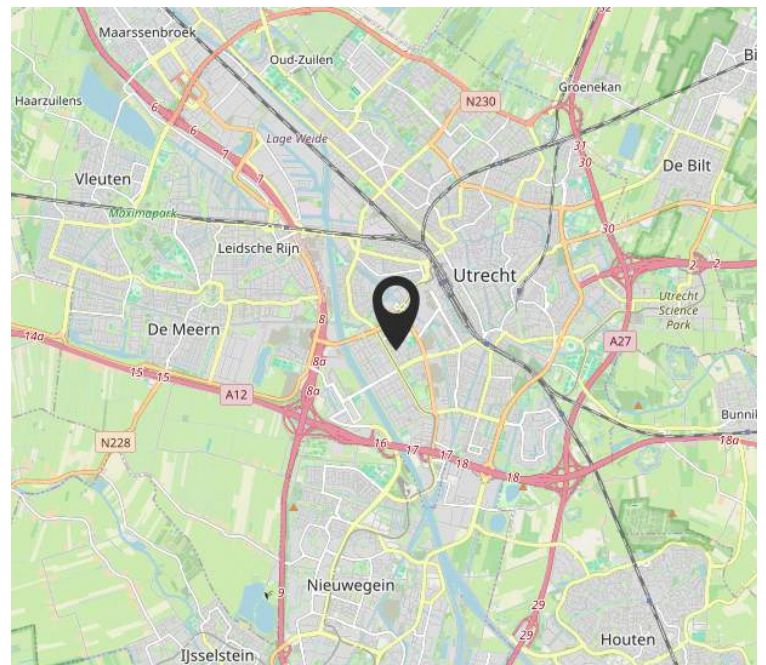 Maarssenbroek
32
Oud-Zuilen
Bi
Groenekan
Haarzuilens
6
N230
6
Lage Weide
31
7
30
De Bilt
Vleuten
7
Maximapark
30
Leidsche Rijn
2
2
Utrecht
Utrecht
Science
Park
8
De Meern
14a
A27
8a
15
15
8a
A12
Bunnik
N228
16
17
17
18a
18
18
9
Nieuwegein
29
29
Houten
IJsselstein